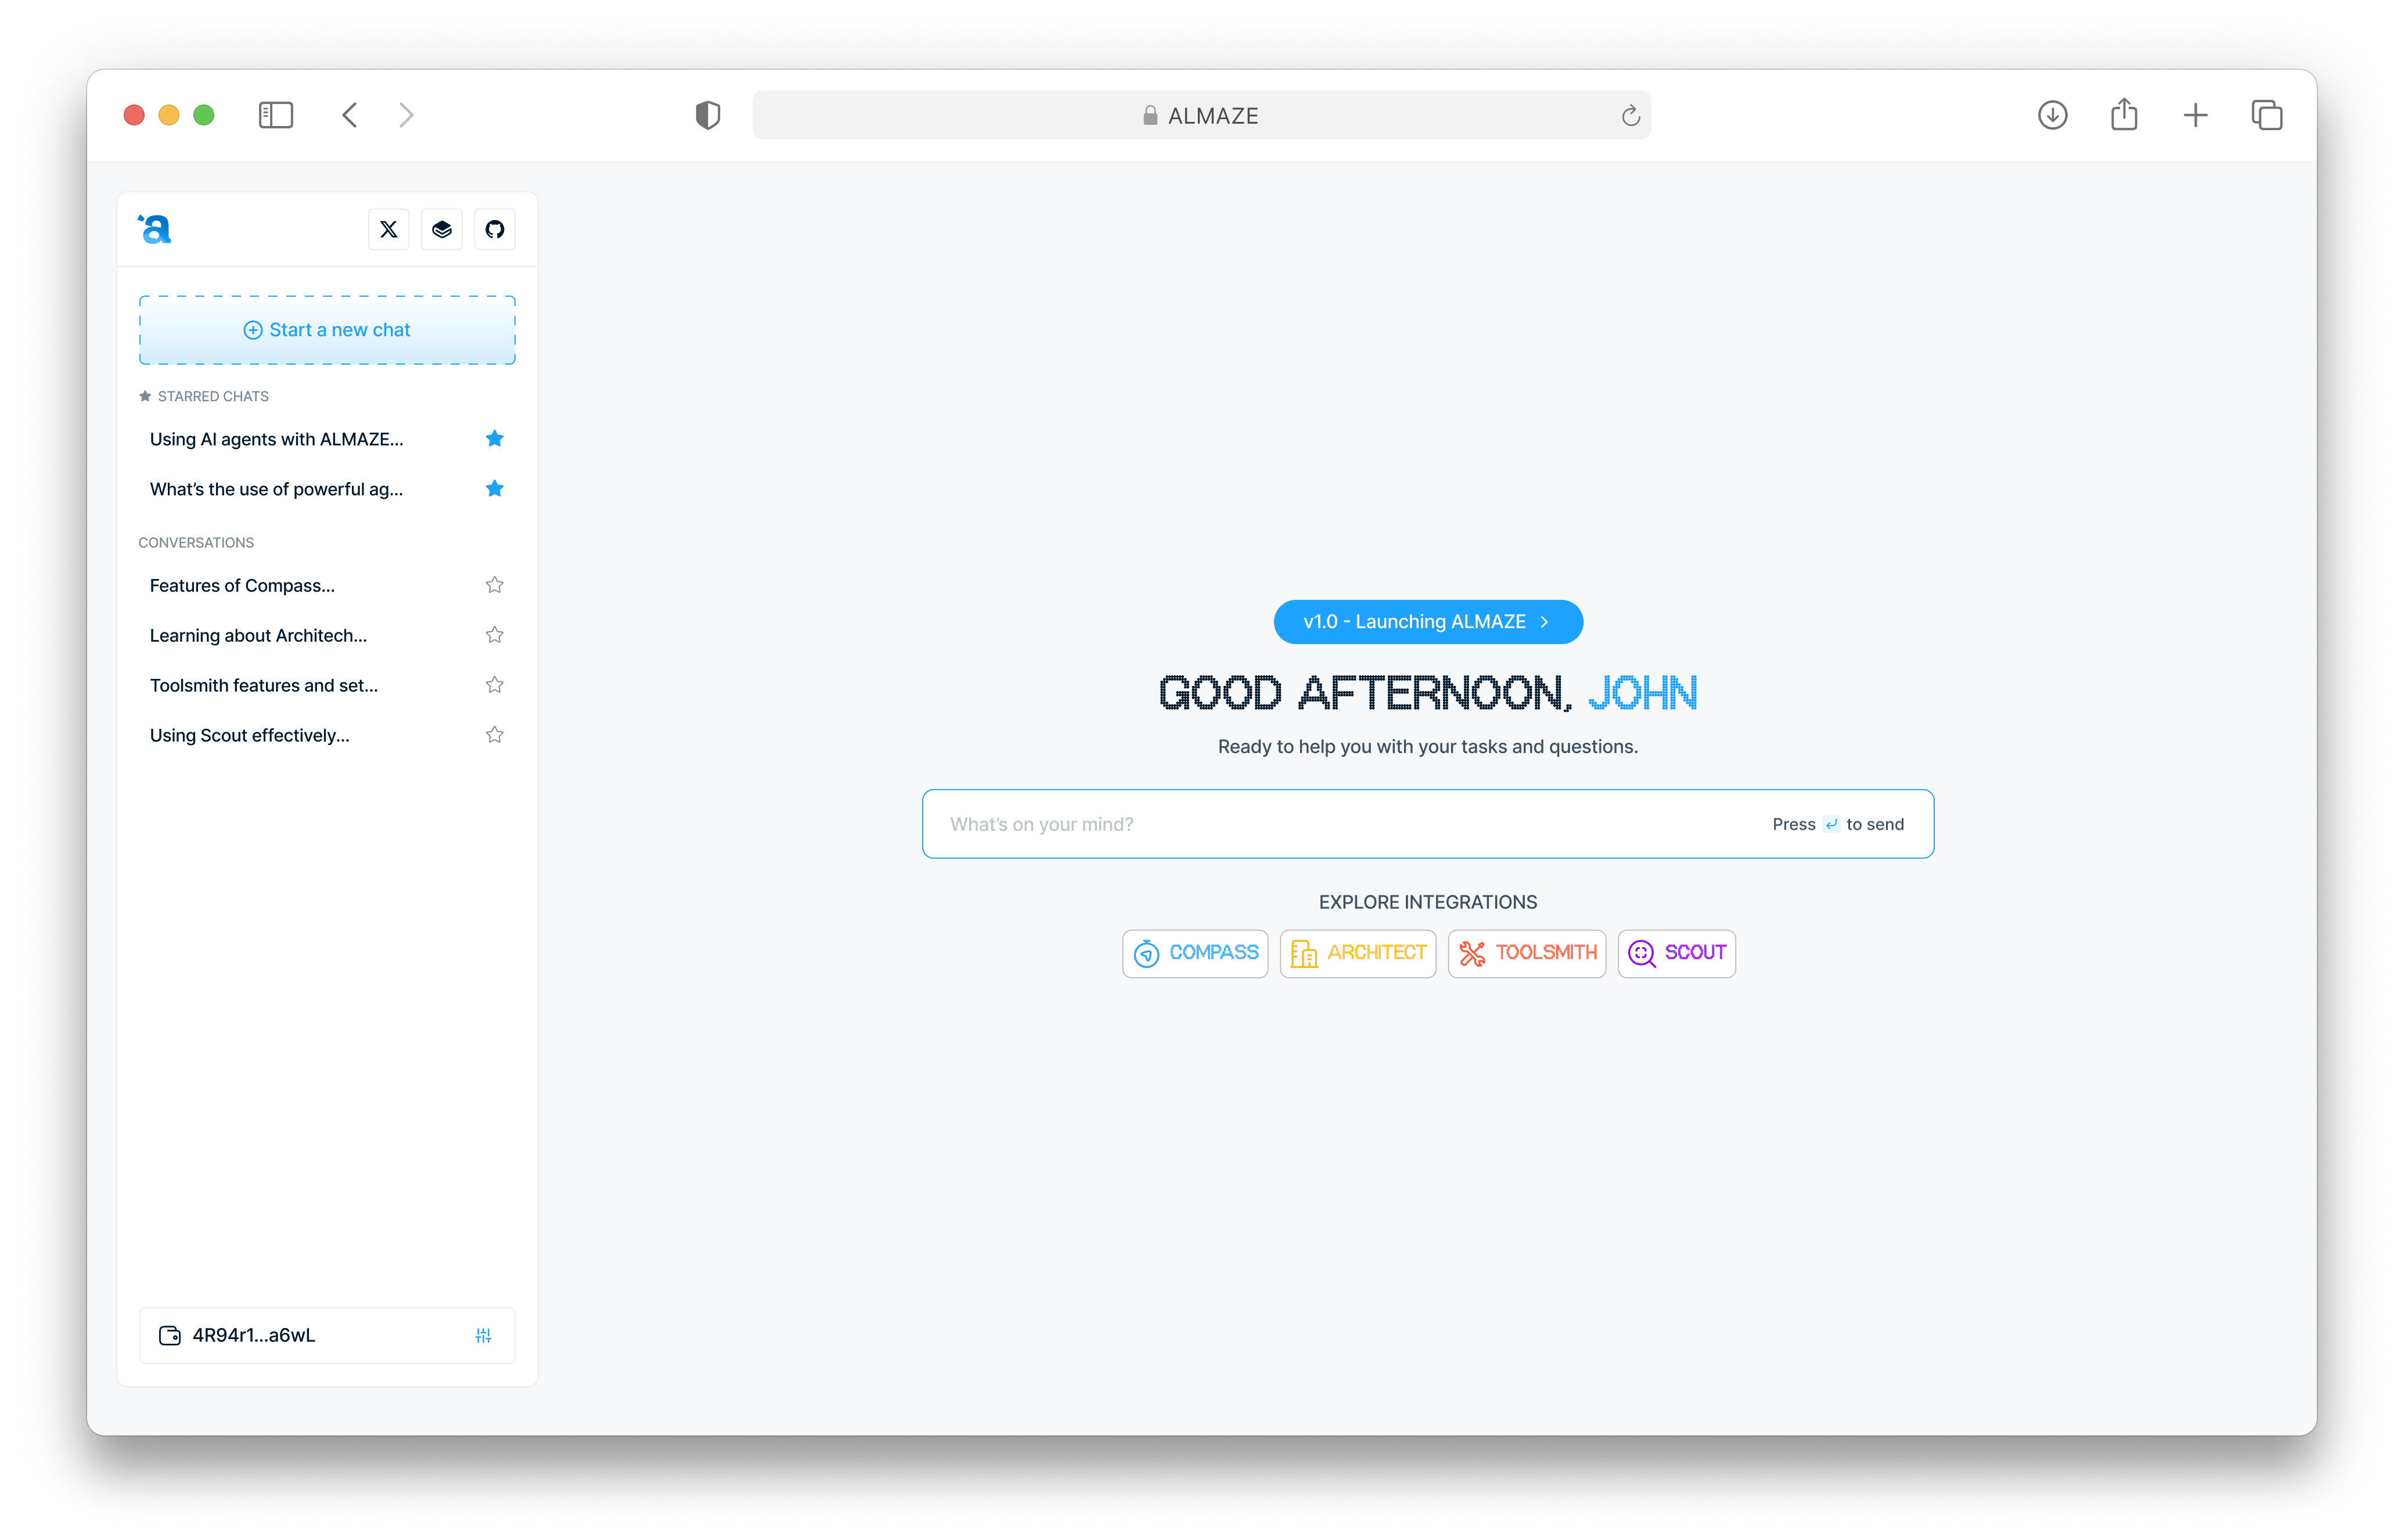 ALMAZE
a
Start a new chat
STARRED CHATS
Using AI agents with ALMAZE...
What's the use of powerful ag...
CONVERSATIONS
Features of Compass...
Learning about Architech...
Toolsmith features and set...
Using Scout effectively...
4R94r1...a6wL
v1.0 - Launching ALMAZE
GOOD AFTERNOON, JOHN
Ready to help you with your tasks and questions.
What's on your mind?
Press ↵ to send
EXPLORE INTEGRATIONS
COMPASS ARCHITECT TOOLSMITH SCOUT